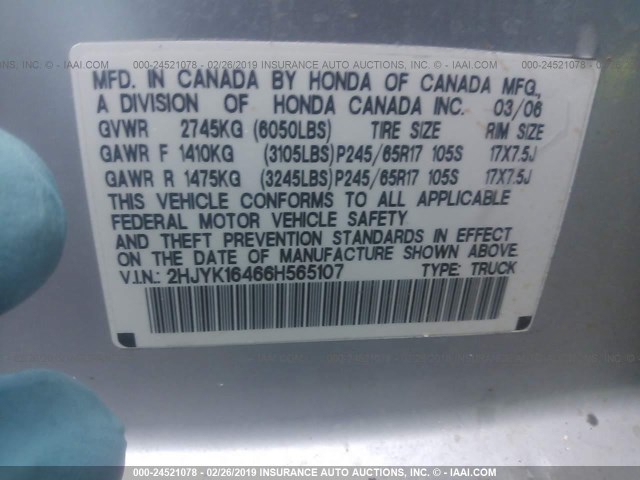 000-24521078 - 02/26/2019 INSURANCE AUTO AUCTIONS, INC. - © IAAI.COM
MFD. IN CANADA BY HONDA OF CANADA MFG.,
A DIVISION OF HONDA CANADA INC. 03/06
GVWR 2745KG (6050LBS) TIRE SIZE RIM SIZE
GAWR F 1410KG (3105LBS) P245/65R17 105S 17X7.5J
GAWR R 1475KG (3245LBS) P245/65R17 105S 17X7.5J
THIS VEHICLE CONFORMS TO ALL APPLICABLE
FEDERAL MOTOR VEHICLE SAFETY
AND THEFT PREVENTION STANDARDS IN EFFECT
ON THE DATE OF MANUFACTURE SHOWN ABOVE.
V.I.N.: 2HJYK16466H565107 TYPE: TRUCK
000-24521078 - 02/26/2019 INSURANCE AUTO AUCTIONS, INC. - © IAAI.COM